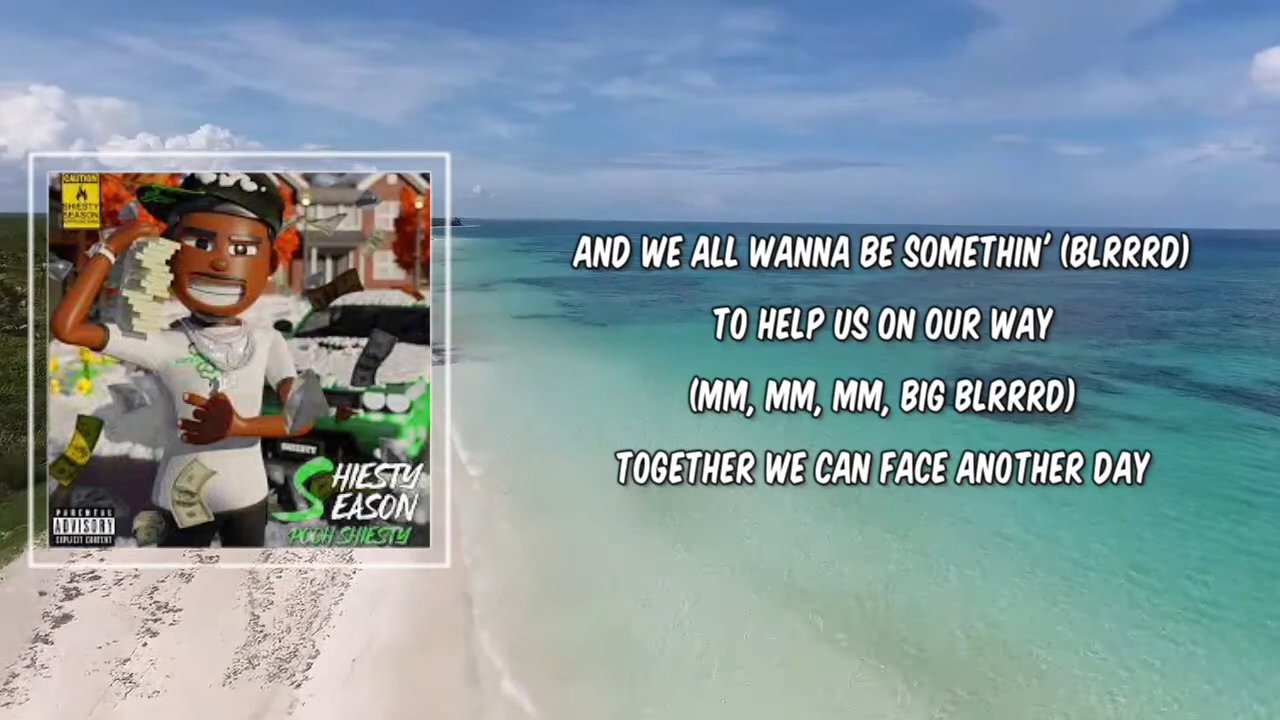 CAUTION
SHIESTY
SEASON
SHIESTY
SHIESTY
SEASON
POOH SHIESTY
PARENTAL
ADVISORY
EXPLICIT CONTENT
AND WE ALL WANNA BE SOMETHIN' (BLRRRD)
TO HELP US ON OUR WAY
(MM, MM, MM, BIG BLRRRD)
TOGETHER WE CAN FACE ANOTHER DAY